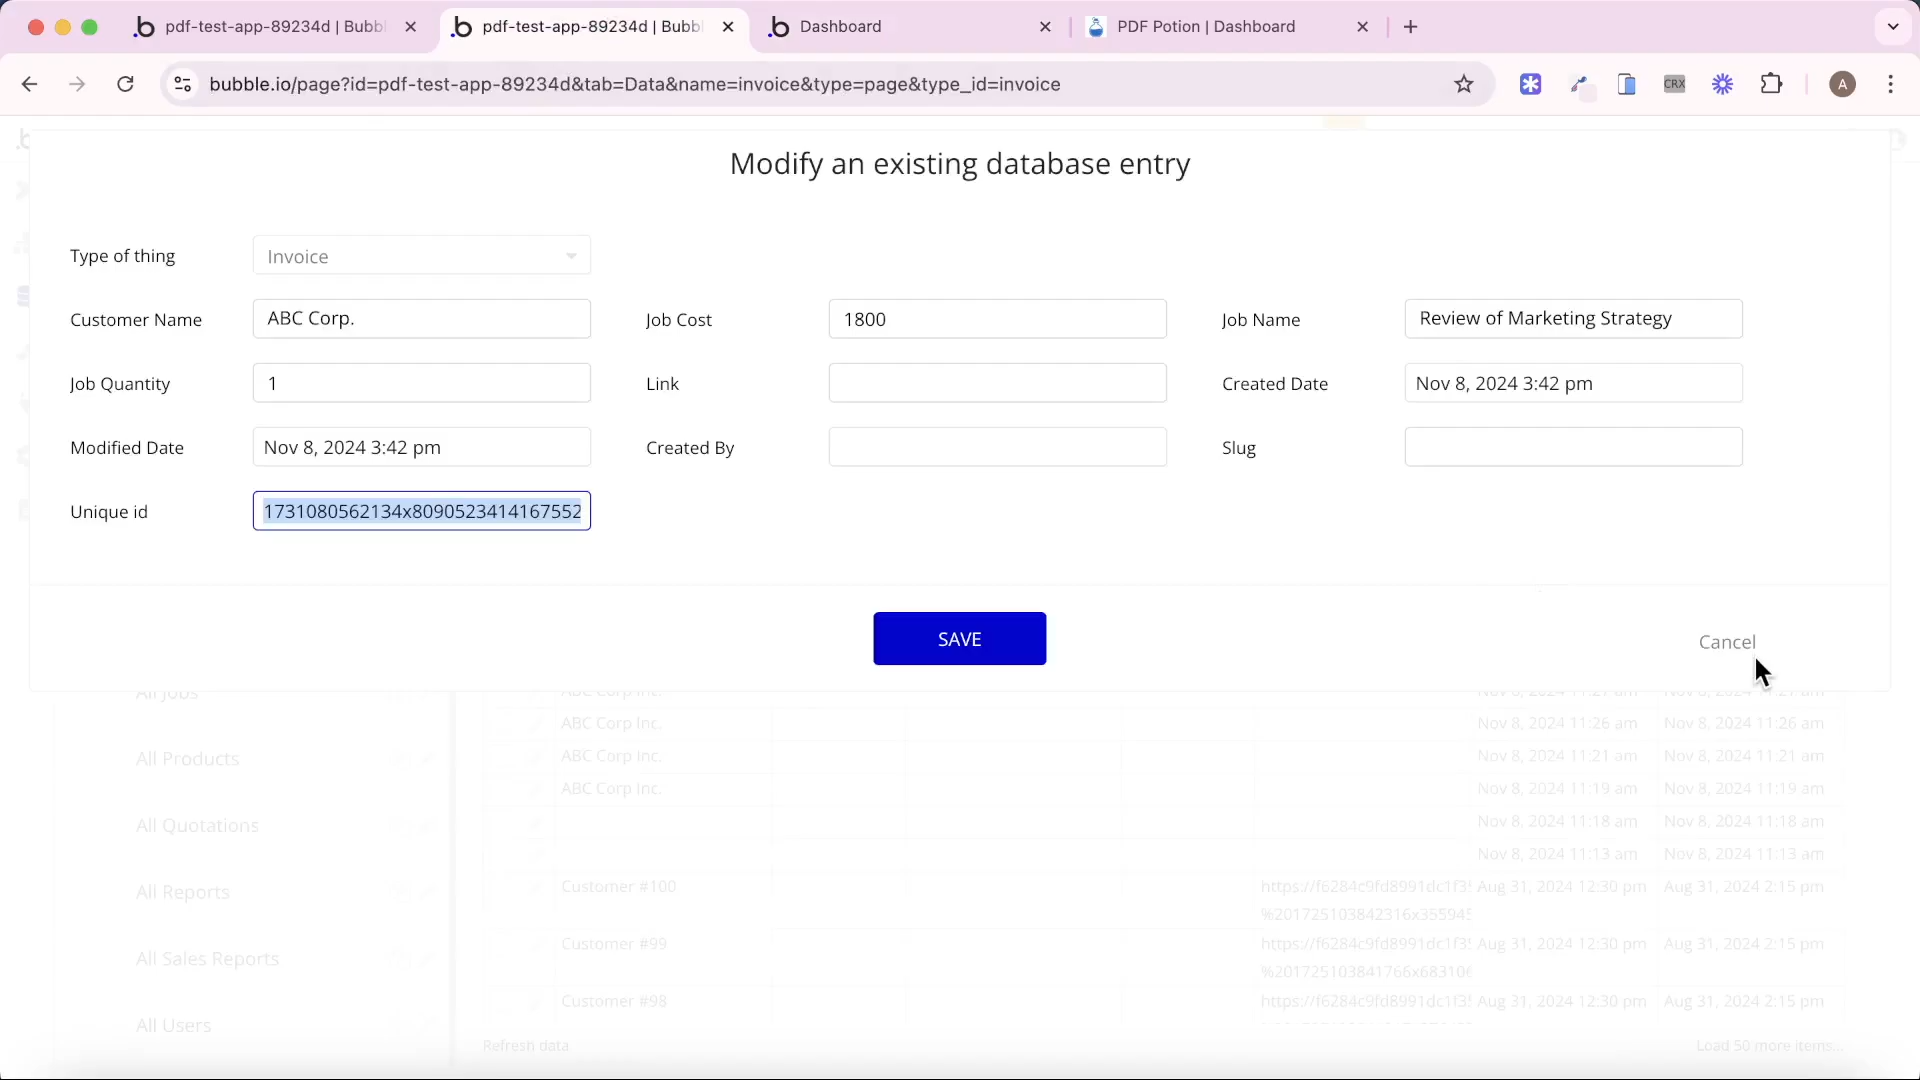 pdf-test-app-89234d | Bubbl
pdf-test-app-89234d | Bubbl
Dashboard
PDF Potion | Dashboard
bubble.io/page?id=pdf-test-app-89234d&tab=Data&name=invoice&type=page&type_id=invoice
CRX
A
Modify an existing database entry
Type of thing
Invoice
Customer Name
ABC Corp.
Job Cost
1800
Job Name
Review of Marketing Strategy
Job Quantity
1
Link
Created Date
Nov 8, 2024 3:42 pm
Modified Date
Nov 8, 2024 3:42 pm
Created By
Slug
Unique id
1731080562134x8090523414167552
SAVE
Cancel
All Jobs
ABC Corp Inc.
Nov 8, 2024 11:27 am
Nov 8, 2024 11:27 am
ABC Corp Inc.
Nov 8, 2024 11:26 am
Nov 8, 2024 11:26 am
All Products
ABC Corp Inc.
Nov 8, 2024 11:21 am
Nov 8, 2024 11:21 am
ABC Corp Inc.
Nov 8, 2024 11:19 am
Nov 8, 2024 11:19 am
All Quotations
Nov 8, 2024 11:18 am
Nov 8, 2024 11:18 am
Nov 8, 2024 11:13 am
Nov 8, 2024 11:13 am
All Reports
Customer #100
https://f6284c9fd8991dc1f35
Aug 31, 2024 12:30 pm
Aug 31, 2024 2:15 pm
%201725103842316x355945
All Sales Reports
Customer #99
https://f6284c9fd8991dc1f35
Aug 31, 2024 12:30 pm
Aug 31, 2024 2:15 pm
%201725103841766x683106
Customer #98
https://f6284c9fd8991dc1f35
Aug 31, 2024 12:30 pm
Aug 31, 2024 2:15 pm
All Users
Refresh data
Load 50 more items...